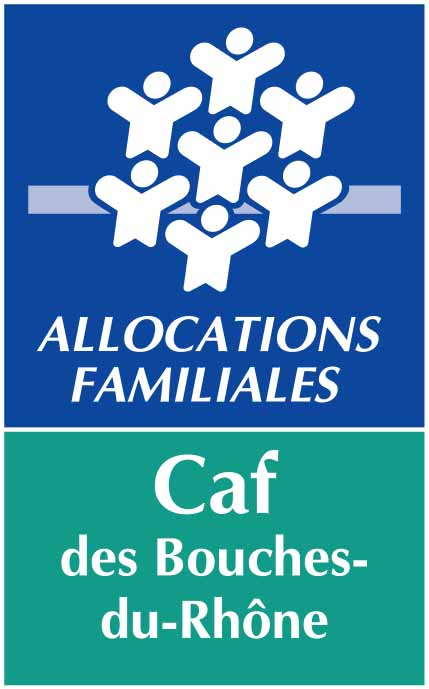 ALLOCATIONS
FAMILIALES
Caf
des Bouches-
du-Rhône